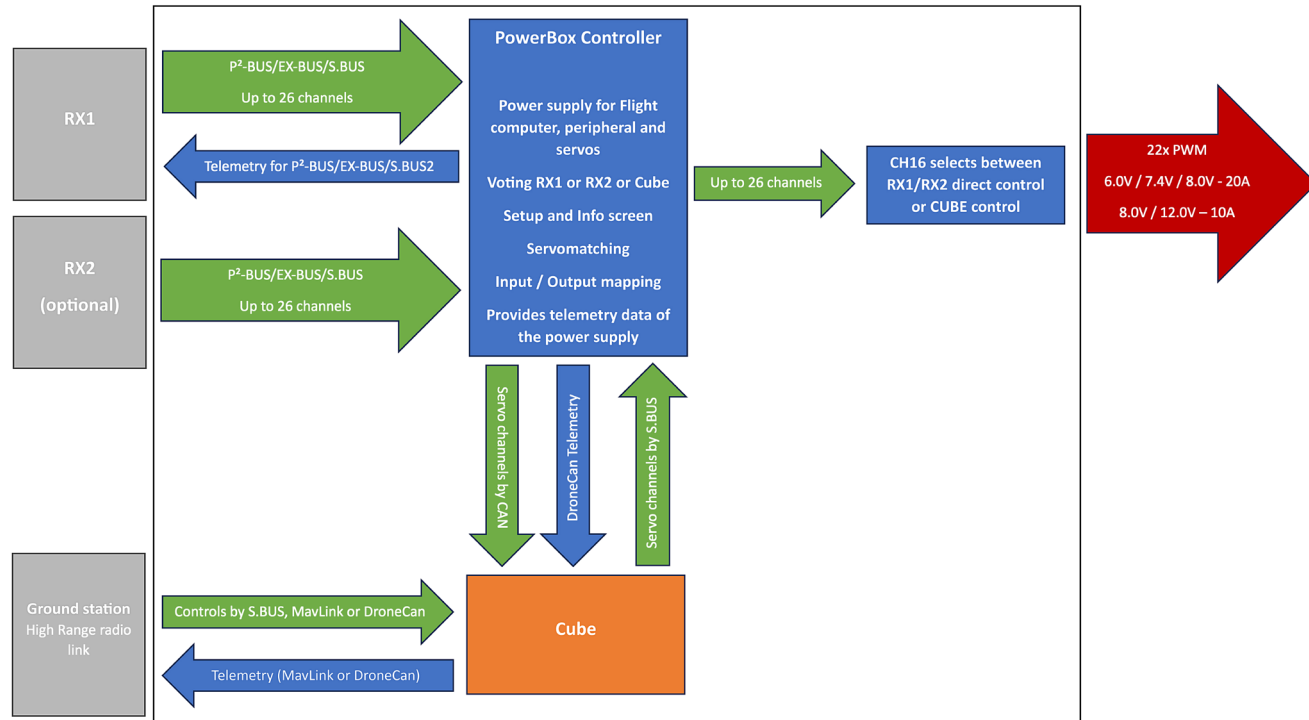 RX1
P²-BUS/EX-BUS/S.BUS
Up to 26 channels
Telemetry for P²-BUS/EX-BUS/S.BUS2
RX2
(optional)
P²-BUS/EX-BUS/S.BUS
Up to 26 channels
PowerBox Controller
Power supply for Flight
computer, peripheral and
servos
Voting RX1 or RX2 or Cube
Setup and Info screen
Servomatching
Input / Output mapping
Provides telemetry data of
the power supply
Up to 26 channels
CH16 selects between
RX1/RX2 direct control
or CUBE control
22x PWM
6.0V / 7.4V / 8.0V - 20A
8.0V / 12.0V – 10A
Servo channels by CAN
DroneCan Telemetry
Servo channels by S.BUS
Ground station
High Range radio
link
Controls by S.BUS, MavLink or DroneCan
Telemetry (MavLink or DroneCan)
Cube